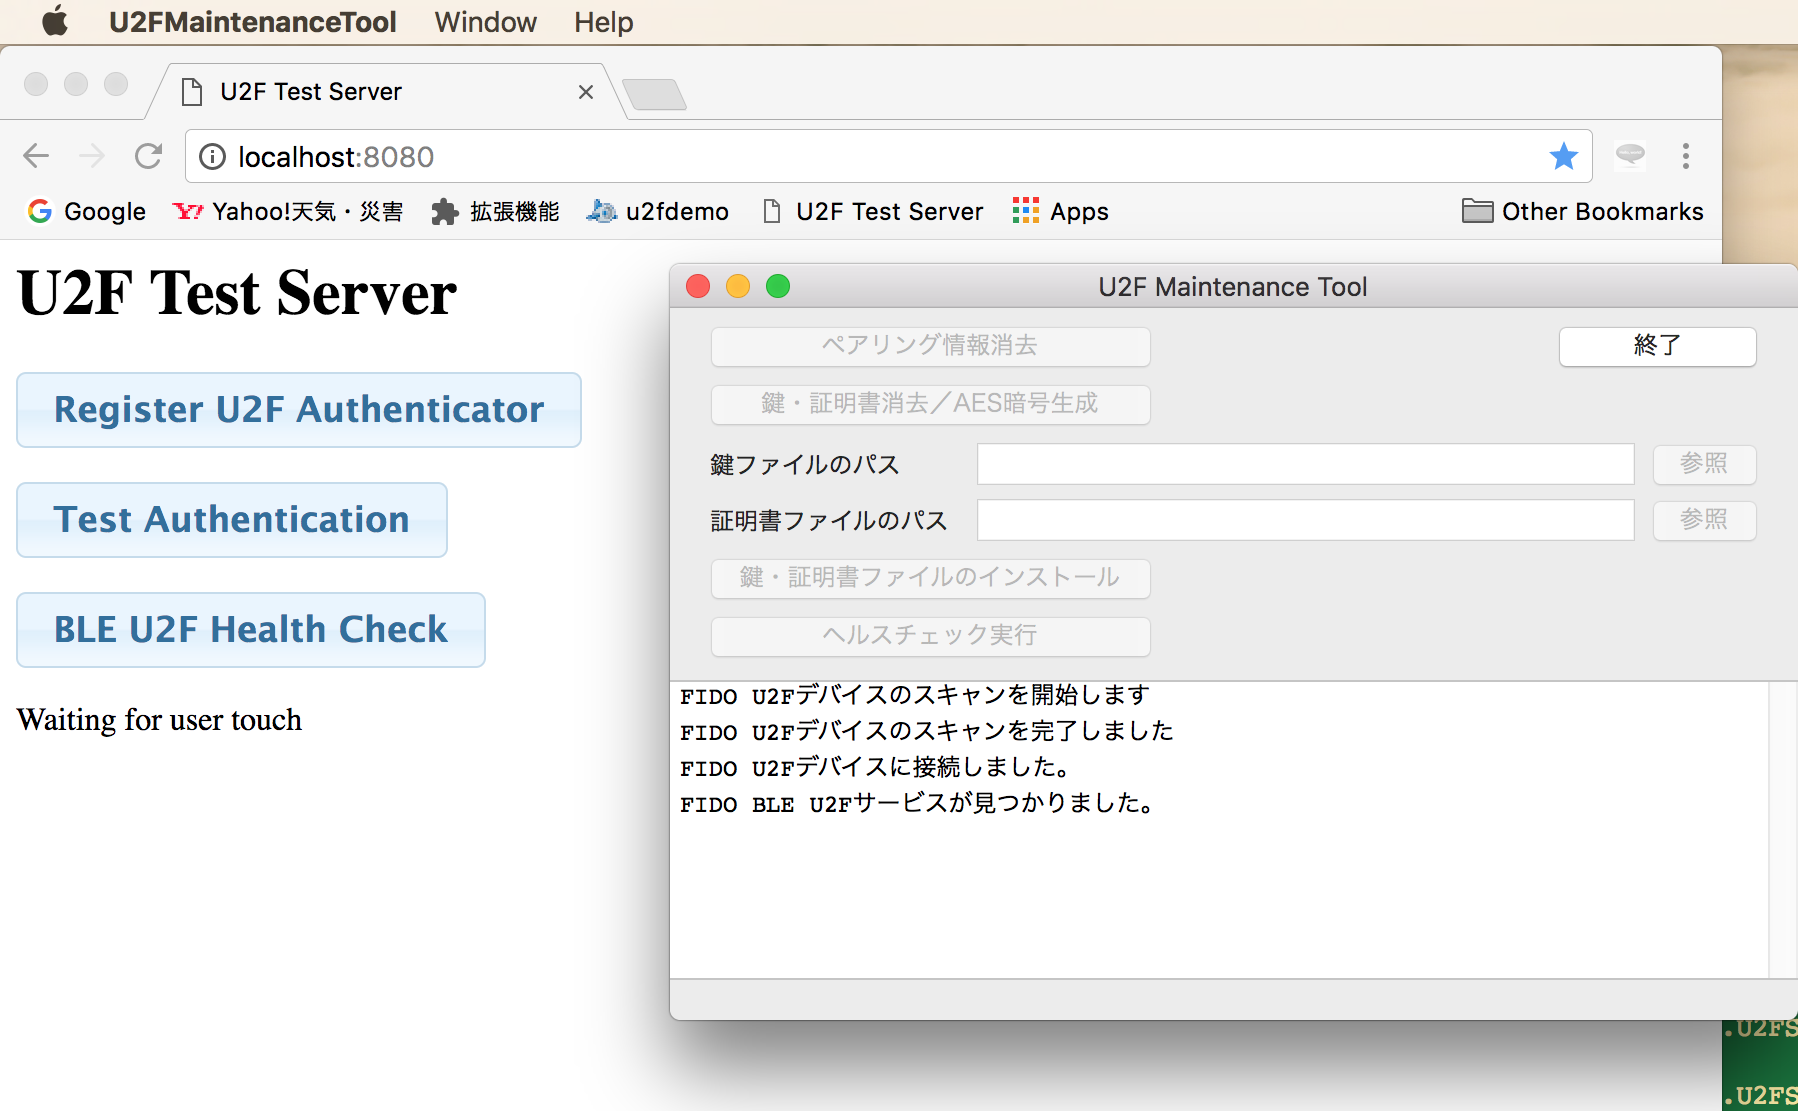 U2FMaintenanceTool Window Help
U2F Test Server
localhost:8080
Google Yahoo!天気・災害 拡張機能 u2fdemo U2F Test Server Apps Other Bookmarks
U2F Test Server
Register U2F Authenticator
Test Authentication
BLE U2F Health Check
Waiting for user touch
U2F Maintenance Tool
ペアリング情報消去 終了
鍵・証明書消去／AES暗号生成
鍵ファイルのパス 参照
証明書ファイルのパス 参照
鍵・証明書ファイルのインストール
ヘルスチェック実行
FIDO U2Fデバイスのスキャンを開始します
FIDO U2Fデバイスのスキャンを完了しました
FIDO U2Fデバイスに接続しました。
FIDO BLE U2Fサービスが見つかりました。
.U2FS
.U2FS